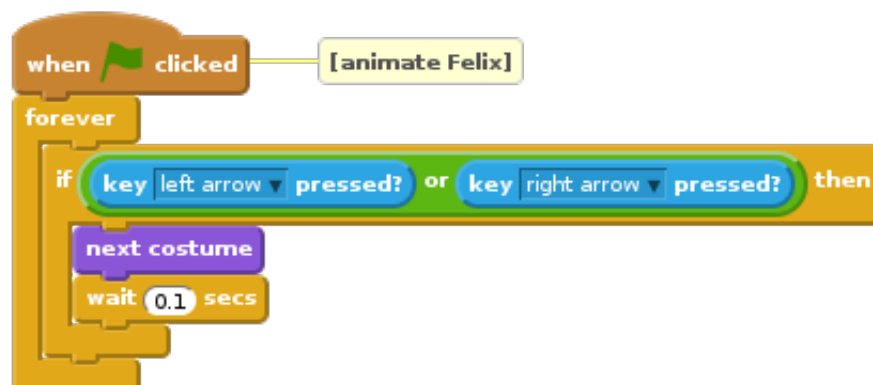 when clicked [animate Felix]
forever
if key left arrow pressed? or key right arrow pressed? then
next costume
wait 0.1 secs